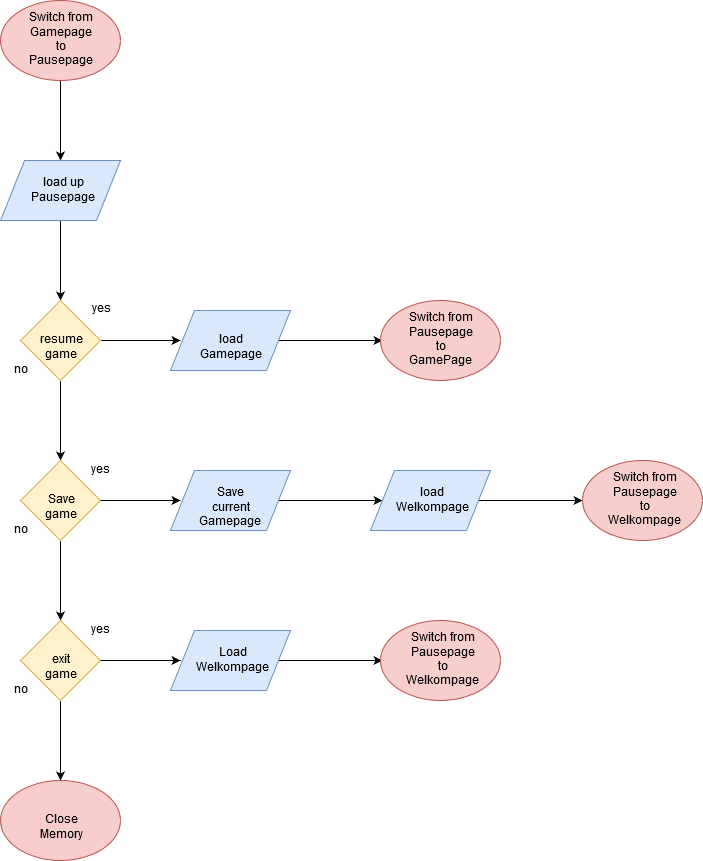 Switch from
Gamepage
to
Pausepage
load up
Pausepage
yes
resume
game
no
load
Gamepage
Switch from
Pausepage
to
GamePage
yes
Save
game
no
Save
current
Gamepage
load
Welkompage
Switch from
Pausepage
to
Welkompage
yes
exit
game
no
Load
Welkompage
Switch from
Pausepage
to
Welkompage
Close
Memory